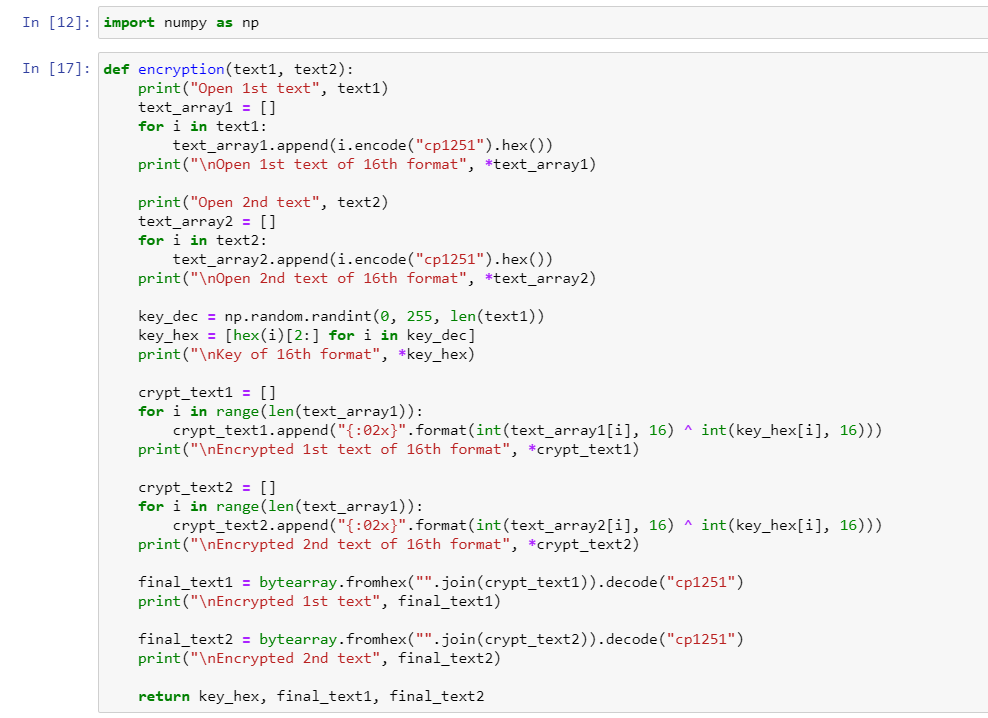 In [12]: import numpy as np
In [17]: def encryption(text1, text2):
    print("Open 1st text", text1)
    text_array1 = []
    for i in text1:
        text_array1.append(i.encode("cp1251").hex())
    print("\nOpen 1st text of 16th format", *text_array1)

    print("Open 2nd text", text2)
    text_array2 = []
    for i in text2:
        text_array2.append(i.encode("cp1251").hex())
    print("\nOpen 2nd text of 16th format", *text_array2)

    key_dec = np.random.randint(0, 255, len(text1))
    key_hex = [hex(i)[2:] for i in key_dec]
    print("\nKey of 16th format", *key_hex)

    crypt_text1 = []
    for i in range(len(text_array1)):
        crypt_text1.append("{:02x}".format(int(text_array1[i], 16) ^ int(key_hex[i], 16)))
    print("\nEncrypted 1st text of 16th format", *crypt_text1)

    crypt_text2 = []
    for i in range(len(text_array1)):
        crypt_text2.append("{:02x}".format(int(text_array2[i], 16) ^ int(key_hex[i], 16)))
    print("\nEncrypted 2nd text of 16th format", *crypt_text2)

    final_text1 = bytearray.fromhex("".join(crypt_text1)).decode("cp1251")
    print("\nEncrypted 1st text", final_text1)

    final_text2 = bytearray.fromhex("".join(crypt_text2)).decode("cp1251")
    print("\nEncrypted 2nd text", final_text2)

    return key_hex, final_text1, final_text2